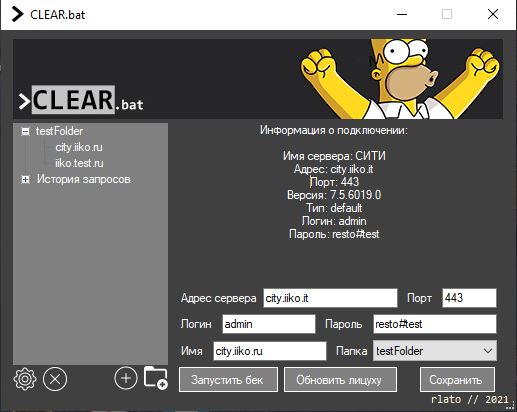 CLEAR.bat
>CLEAR.bat
testFolder
city.iiko.ru
iiko.test.ru
История запросов
Информация о подключении:
Имя сервера: СИТИ
Адрес: city.iiko.it
Порт: 443
Версия: 7.5.6019.0
Тип: default
Логин: admin
Пароль: resto#test
Адрес сервера city.iiko.it Порт 443
Логин admin Пароль resto#test
Имя city.iiko.ru Папка testFolder
Запустить бек Обновить лицуху Сохранить
rlato // 2021